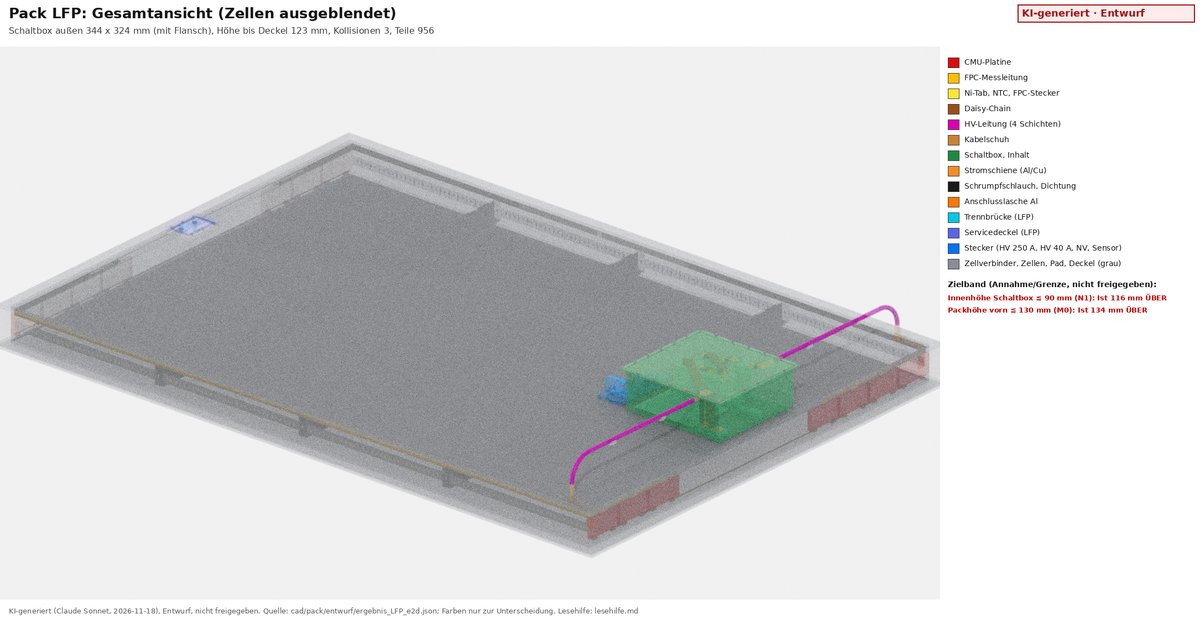 Pack LFP: Gesamtansicht (Zellen ausgeblendet)
KI-generiert · Entwurf
Schaltbox außen 344 x 324 mm (mit Flansch), Höhe bis Deckel 123 mm, Kollisionen 3, Teile 956
CMU-Platine
FPC-Messleitung
Ni-Tab, NTC, FPC-Stecker
Daisy-Chain
HV-Leitung (4 Schichten)
Kabelschuh
Schaltbox, Inhalt
Stromschiene (Al/Cu)
Schrumpfschlauch, Dichtung
Anschlusslasche Al
Trennbrücke (LFP)
Servicedeckel (LFP)
Stecker (HV 250 A, HV 40 A, NV, Sensor)
Zellverbinder, Zellen, Pad, Deckel (grau)
Zielband (Annahme/Grenze, nicht freigegeben):
Innenhöhe Schaltbox ≤ 90 mm (N1): Ist 116 mm ÜBER
Packhöhe vorn ≤ 130 mm (M0): Ist 134 mm ÜBER
KI-generiert (Claude Sonnet, 2026-11-18), Entwurf, nicht freigegeben. Quelle: cad/pack/entwurf/ergebnis_LFP_e2d.json; Farben nur zur Unterscheidung. Lesehilfe: lesehilfe.md